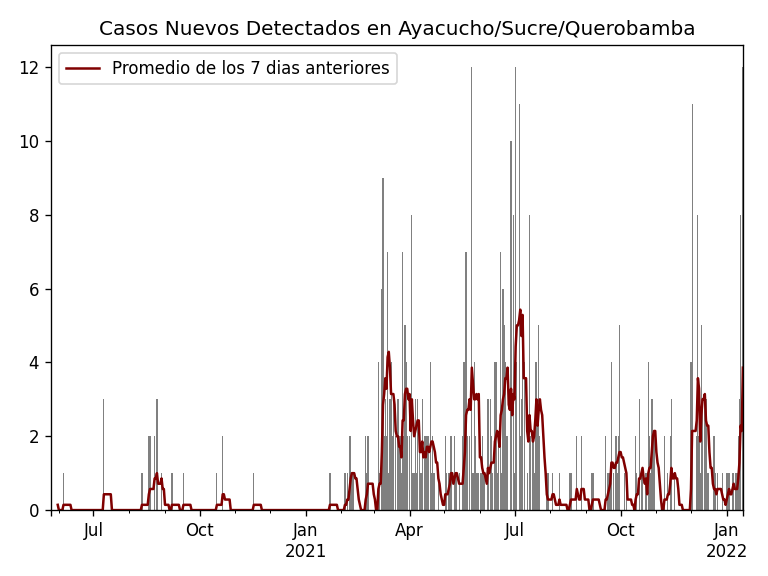 Casos Nuevos Detectados en Ayacucho/Sucre/Querobamba
Promedio de los 7 dias anteriores
12
10
8
6
4
2
0
Jul Oct Jan Apr Jul Oct Jan
2021 2022